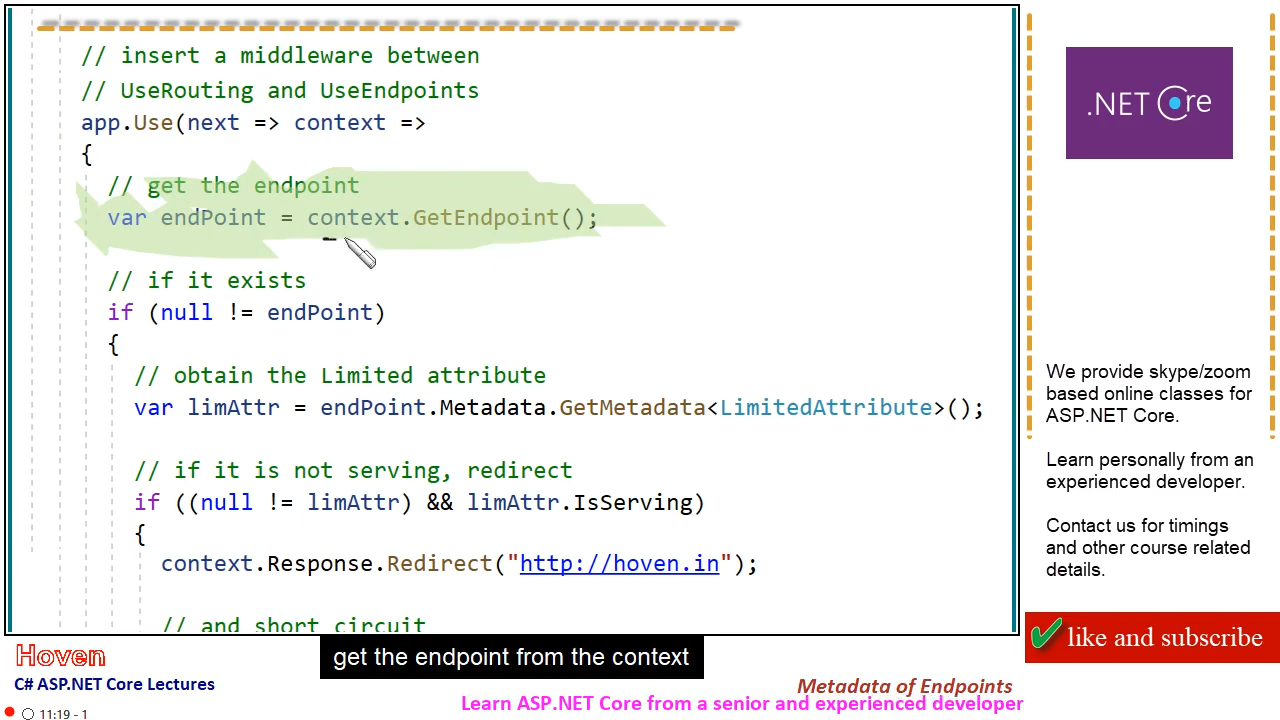 // insert a middleware between
// UseRouting and UseEndpoints
app.Use(next => context =>
{
// get the endpoint
var endPoint = context.GetEndpoint();
// if it exists
if (null != endPoint)
{
// obtain the Limited attribute
var limAttr = endPoint.Metadata.GetMetadata<LimitedAttribute>();
// if it is not serving, redirect
if ((null != limAttr) && limAttr.IsServing)
{
context.Response.Redirect("http://hoven.in");
// and short circuit
.NET Core
We provide skype/zoom
based online classes for
ASP.NET Core.
Learn personally from an
experienced developer.
Contact us for timings
and other course related
details.
like and subscribe
Hoven
C# ASP.NET Core Lectures
11:19 - 1
get the endpoint from the context
Metadata of Endpoints
Learn ASP.NET Core from a senior and experienced developer